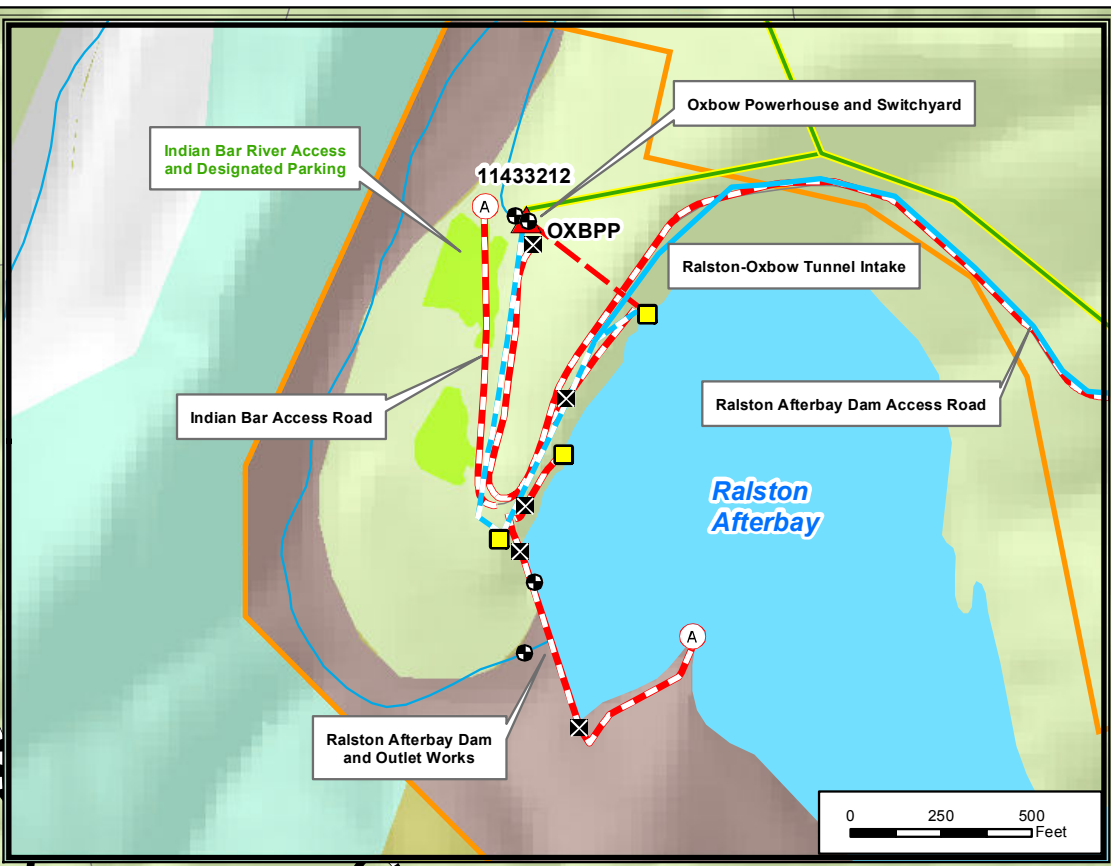 Oxbow Powerhouse and Switchyard
Indian Bar River Access
and Designated Parking
11433212
A
OXBPP
Ralston-Oxbow Tunnel Intake
Ralston Afterbay Dam Access Road
Indian Bar Access Road
Ralston
Afterbay
A
Ralston Afterbay Dam
and Outlet Works
0 250 500
Feet